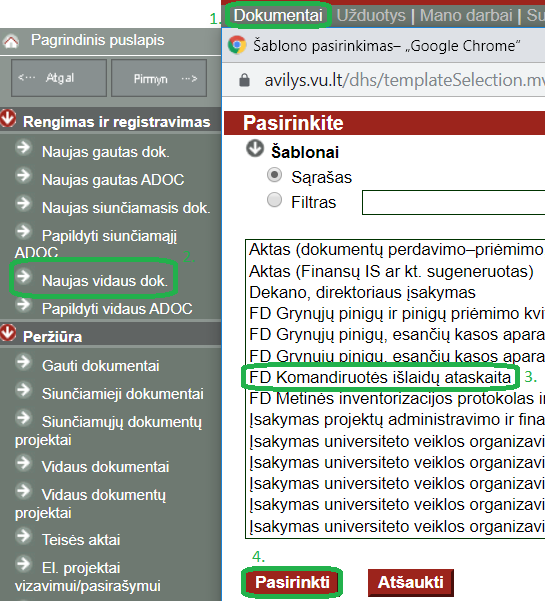 1. Dokumentai Užduotys | Mano darbai | Su
Pagrindinis puslapis
<··· Atgal
Pirmyn ···>
Rengimas ir registravimas
Naujas gautas dok.
Naujas gautas ADOC
Naujas siunčiamasis dok.
Papildyti siunčiamąjį
ADOC
2.
Naujas vidaus dok.
Papildyti vidaus ADOC
Peržiūra
Gauti dokumentai
Siunčiamieji dokumentai
Siunčiamųjų dokumentų
projektai
Vidaus dokumentai
Vidaus dokumentų
projektai
Teisės aktai
El. projektai
vizavimui/pasirašymui
Šablono pasirinkimas– „Google Chrome“
avilys.vu.lt/dhs/templateSelection.mv
Pasirinkite
Šablonai
Sąrašas
Filtras
Aktas (dokumentų perdavimo–priėmimo
Aktas (Finansų IS ar kt. sugeneruotas)
Dekano, direktoriaus įsakymas
FD Grynųjų pinigų ir pinigų priėmimo kvi
FD Grynųjų pinigų, esančių kasos apara
FD Grynųjų pinigų, esančių kasos apara
FD Komandiruotės išlaidų ataskaita 3.
FD Metinės inventorizacijos protokolas i
Įsakymas projektų administravimo ir fina
Įsakymas universiteto veiklos organizavi
Įsakymas universiteto veiklos organizavi
Įsakymas universiteto veiklos organizavi
Įsakymas universiteto veiklos organizavi
Įsakymas universiteto veiklos organizavi
4.
Pasirinkti
Atšaukti